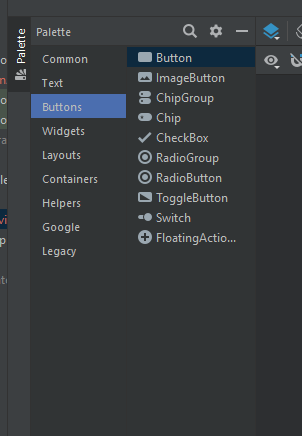 Palette
Palette
Common
Text
Buttons
Widgets
Layouts
Containers
Helpers
Google
Legacy
Button
ImageButton
ChipGroup
Chip
CheckBox
RadioGroup
RadioButton
ToggleButton
Switch
FloatingActio...